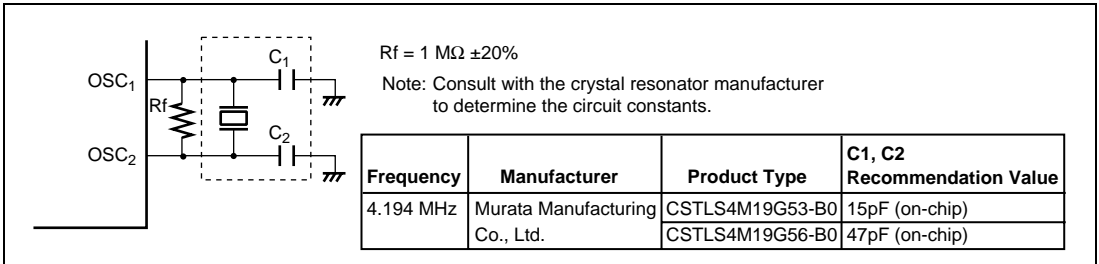 OSC1
Rf
OSC2
C1
C2
Rf = 1 MΩ ±20%
Note: Consult with the crystal resonator manufacturer
to determine the circuit constants.
Frequency Manufacturer Product Type C1, C2 Recommendation Value
4.194 MHz Murata Manufacturing Co., Ltd. CSTLS4M19G53-B0 15pF (on-chip)
CSTLS4M19G56-B0 47pF (on-chip)